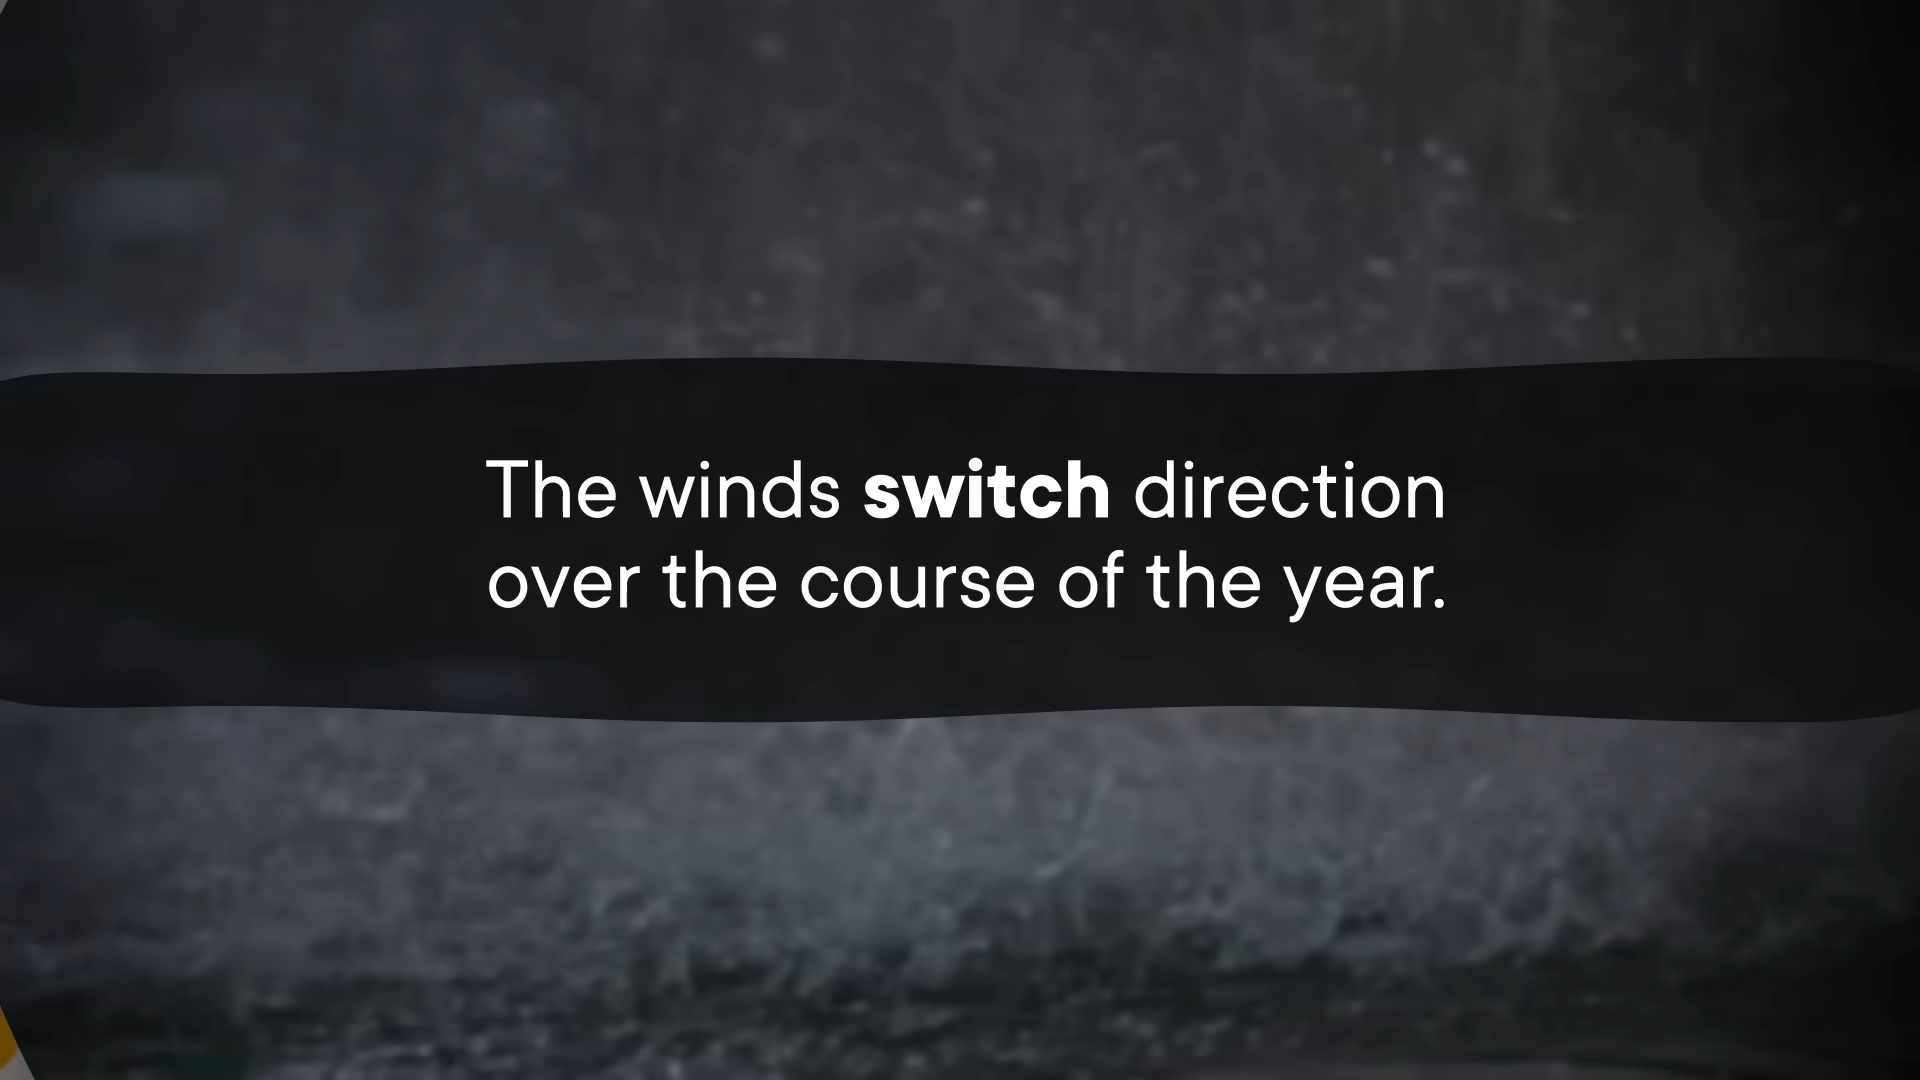 The winds switch direction
over the course of the year.